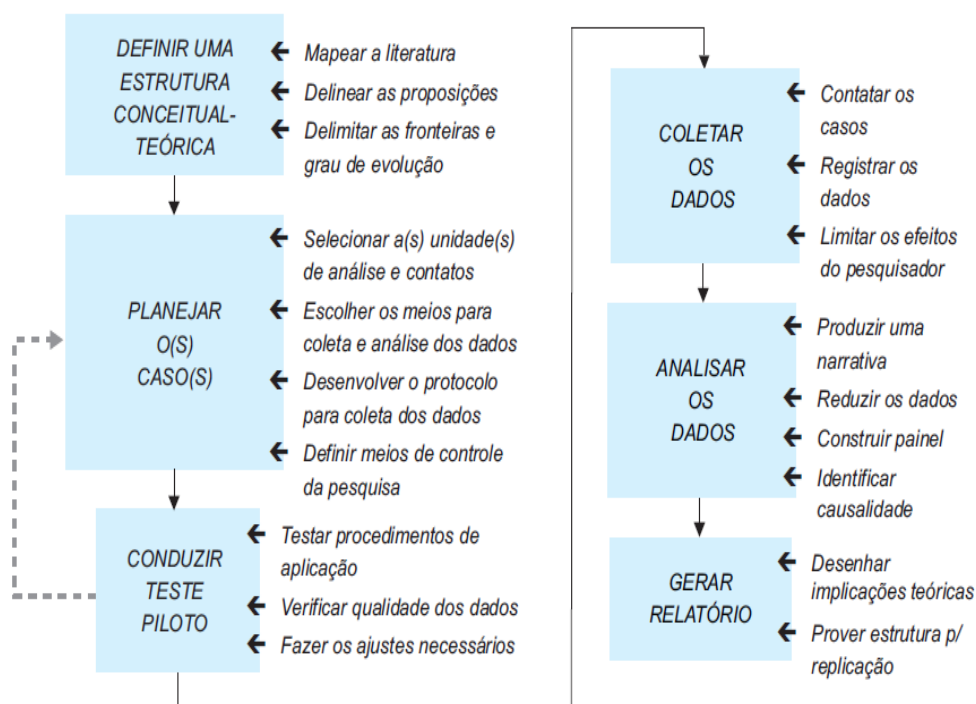 DEFINIR UMA
ESTRUTURA
CONCEITUAL-
TEÓRICA
Mapear a literatura
Delinear as proposições
Delimitar as fronteiras e
grau de evolução
PLANEJAR
O(S)
CASO(S)
Selecionar a(s) unidade(s)
de análise e contatos
Escolher os meios para
coleta e análise dos dados
Desenvolver o protocolo
para coleta dos dados
Definir meios de controle
da pesquisa
CONDUZIR
TESTE
PILOTO
Testar procedimentos de
aplicação
Verificar qualidade dos dados
Fazer os ajustes necessários
COLETAR
OS
DADOS
Contatar os
casos
Registrar os
dados
Limitar os efeitos
do pesquisador
ANALISAR
OS
DADOS
Produzir uma
narrativa
Reduzir os dados
Construir painel
Identificar
causalidade
GERAR
RELATÓRIO
Desenhar
implicações teóricas
Prover estrutura p/
replicação